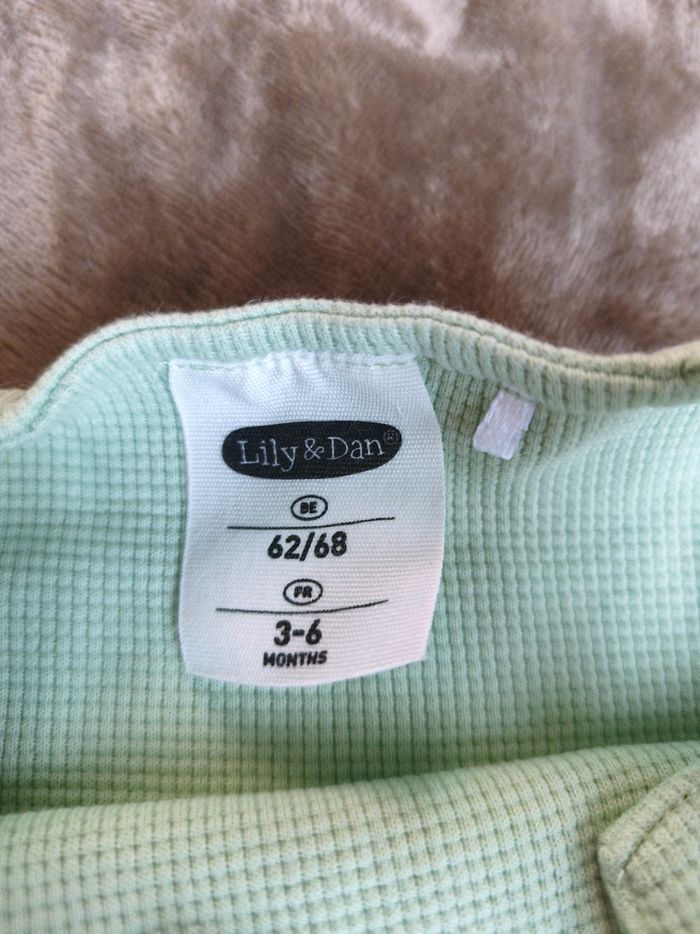 Lily & Dan®
BE
62/68
FR
3-6
MONTHS